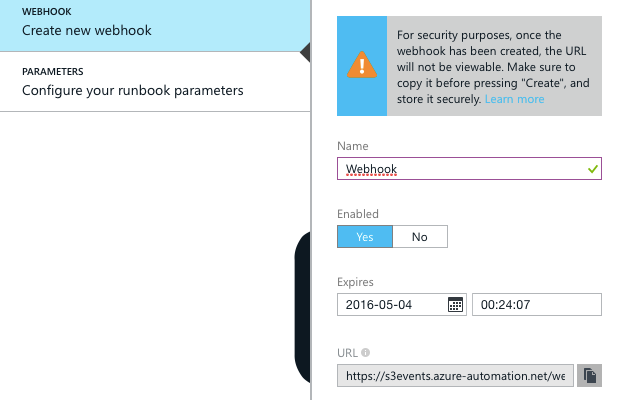 WEBHOOK
Create new webhook
PARAMETERS
Configure your runbook parameters
For security purposes, once the
webhook has been created, the URL
will not be viewable. Make sure to
copy it before pressing "Create", and
store it securely. Learn more
Name
Webhook
Enabled
Yes No
Expires
2016-05-04 00:24:07
URL
https://s3events.azure-automation.net/we